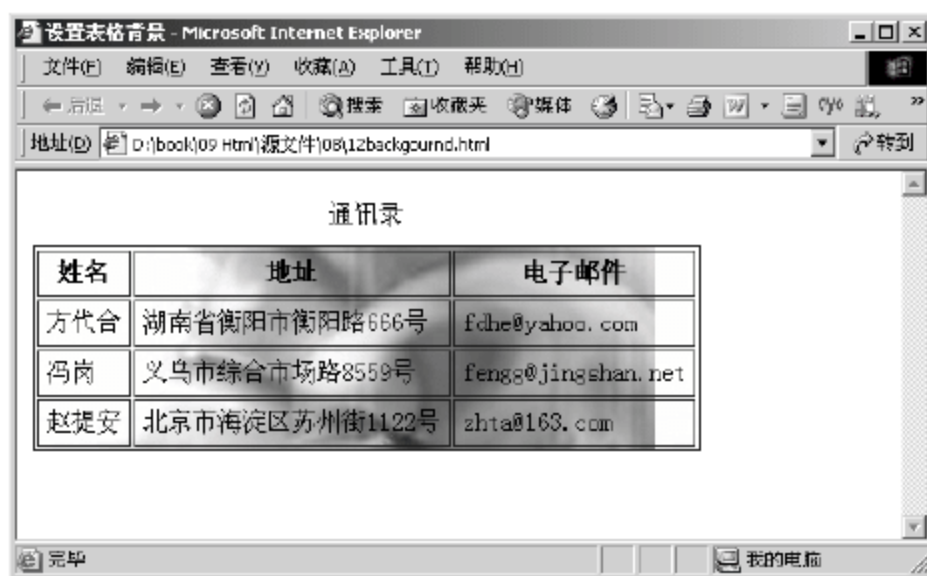 设置表格背景 - Microsoft Internet Explorer
文件(F) 编辑(E) 查看(V) 收藏(A) 工具(T) 帮助(H)
后退 搜索 收藏夹 媒体
地址(D) D:\book\09 Html\源文件\08\12backgournd.html 转到
通讯录
姓名 地址 电子邮件
方代合 湖南省衡阳市衡阳路666号 fdhe@yahoo.com
冯岗 义乌市综合市场路8559号 fengg@jingshan.net
赵提安 北京市海淀区苏州街1122号 zhta@163.com
完毕 我的电脑